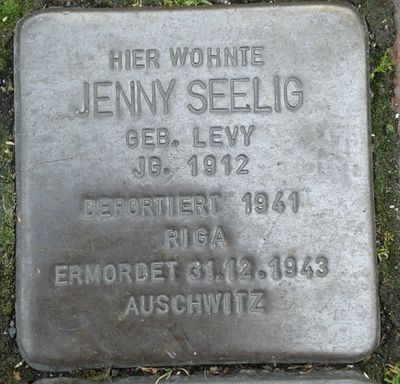 HIER WOHNTE
JENNY SEELIG
GEB. LEVY
JG. 1912
DEPORTIERT 1941
RIGA
ERMORDET 31.12.1943
AUSCHWITZ